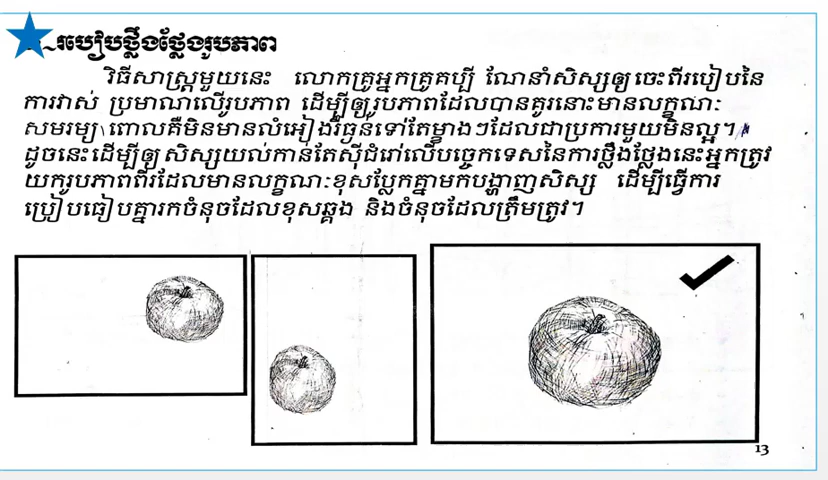 របៀបថ្លឹងថ្លែងរូបភាព
វិធីសាស្ត្រមួយនេះ លោកគ្រូអ្នកគ្រូគប្បី ណែនាំសិស្សឲ្យចេះពីរបៀបនៃ
ការវាស់ ប្រមាណលើរូបភាព ដើម្បីឲ្យរូបភាពដែលបានគូរនោះមានលក្ខណៈ
សមរម្យ ពោលគឺមិនមានលំអៀងរឺធ្ងន់ទៅតែម្ខាងៗដែលជាប្រការមួយមិនល្អ។
ដូចនេះដើម្បីឲ្យសិស្សយល់កាន់តែស៊ីជំរៅលើបច្ចេកទេសនៃការថ្លឹងថ្លែងនេះអ្នកត្រូវ
យករូបភាពពីរដែលមានលក្ខណៈខុសប្លែកគ្នាមកបង្ហាញសិស្ស ដើម្បីធ្វើការ
ប្រៀបធៀបគ្នារកចំនុចដែលខុសឆ្គង និងចំនុចដែលត្រឹមត្រូវ។
13